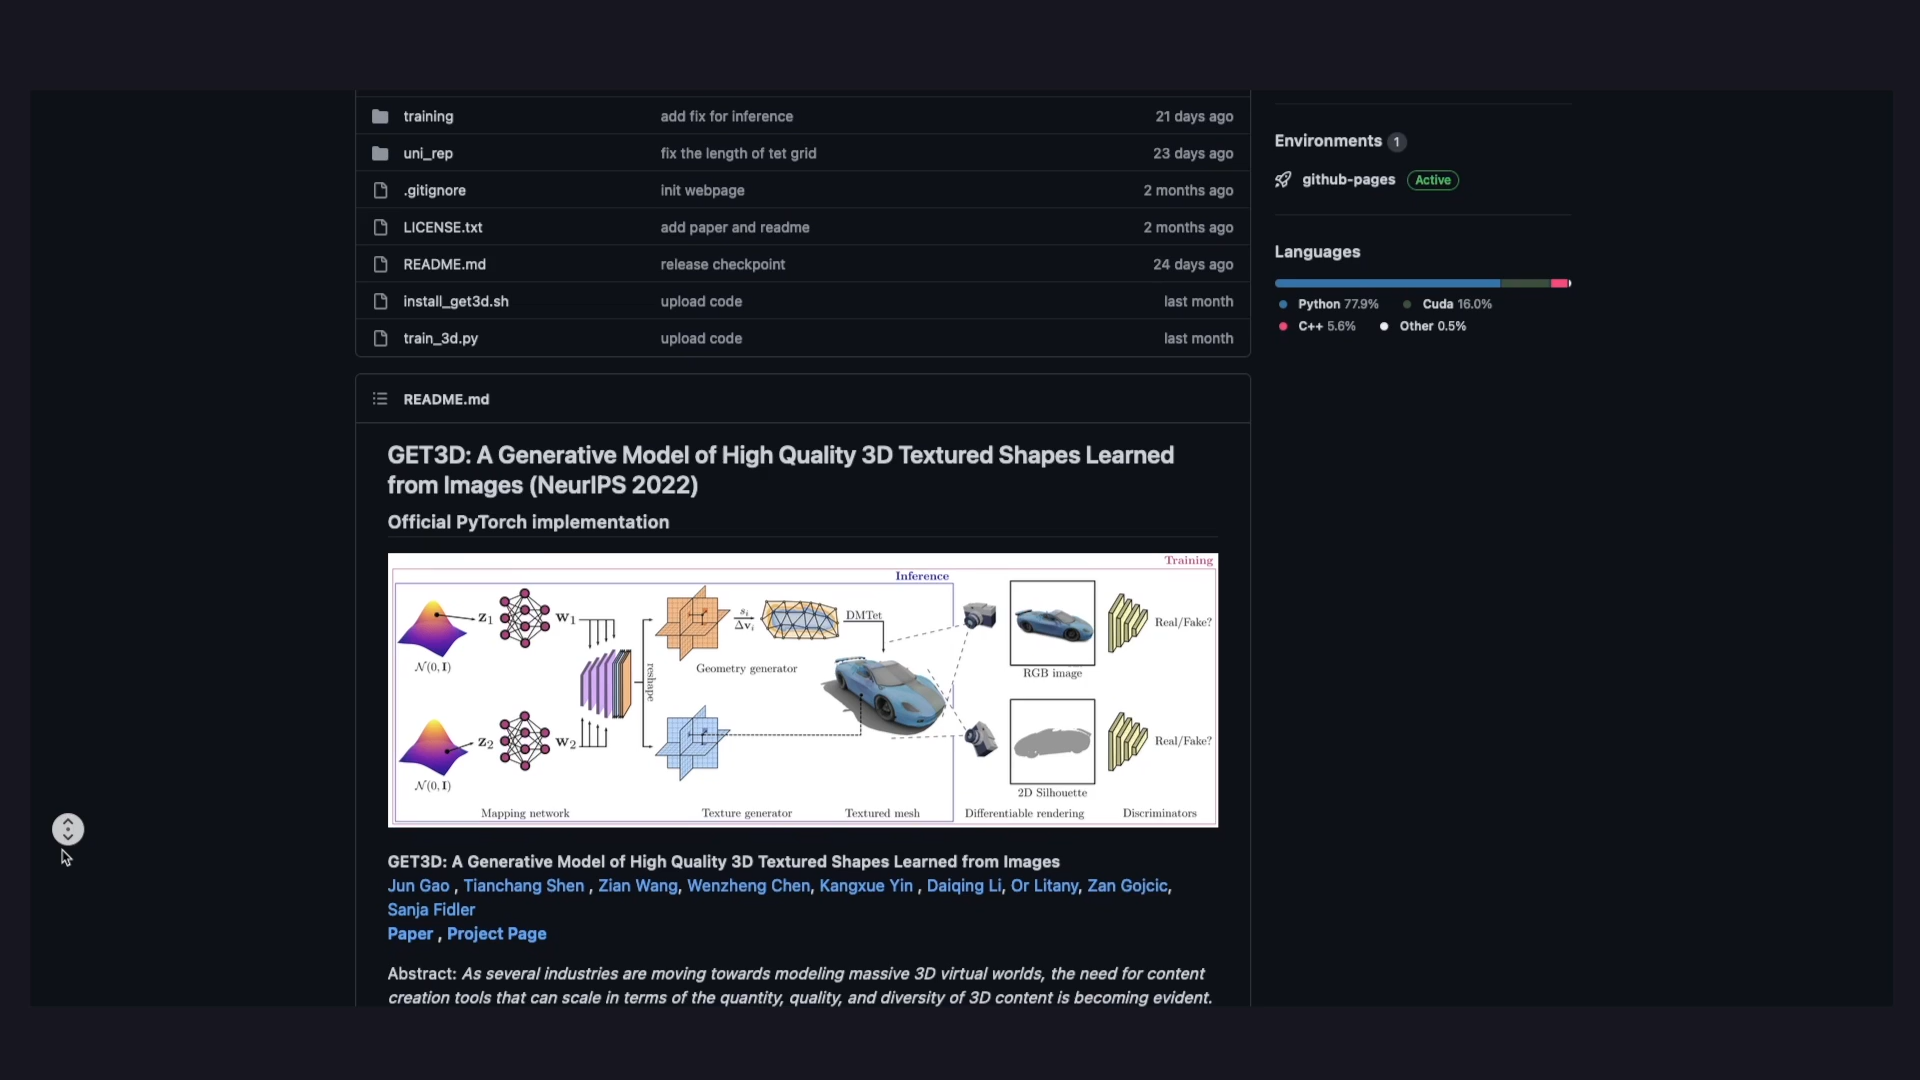 training add fix for inference 21 days ago
uni_rep fix the length of tet grid 23 days ago
.gitignore init webpage 2 months ago
LICENSE.txt add paper and readme 2 months ago
README.md release checkpoint 24 days ago
install_get3d.sh upload code last month
train_3d.py upload code last month
Environments 1
github-pages Active
Languages
Python 77.9% Cuda 16.0%
C++ 5.6% Other 0.5%
README.md
GET3D: A Generative Model of High Quality 3D Textured Shapes Learned
from Images (NeurIPS 2022)
Official PyTorch implementation
Training
Inference
z₁ w₁
𝒩(0, I)
sᵢ
Δvᵢ
DMTet
Geometry generator
reshape
RGB image
Real/Fake?
z₂ w₂
𝒩(0, I)
2D Silhouette
Real/Fake?
Mapping network Texture generator Textured mesh Differentiable rendering Discriminators
GET3D: A Generative Model of High Quality 3D Textured Shapes Learned from Images
Jun Gao , Tianchang Shen , Zian Wang, Wenzheng Chen, Kangxue Yin , Daiqing Li, Or Litany, Zan Gojcic,
Sanja Fidler
Paper , Project Page
Abstract: As several industries are moving towards modeling massive 3D virtual worlds, the need for content
creation tools that can scale in terms of the quantity, quality, and diversity of 3D content is becoming evident.